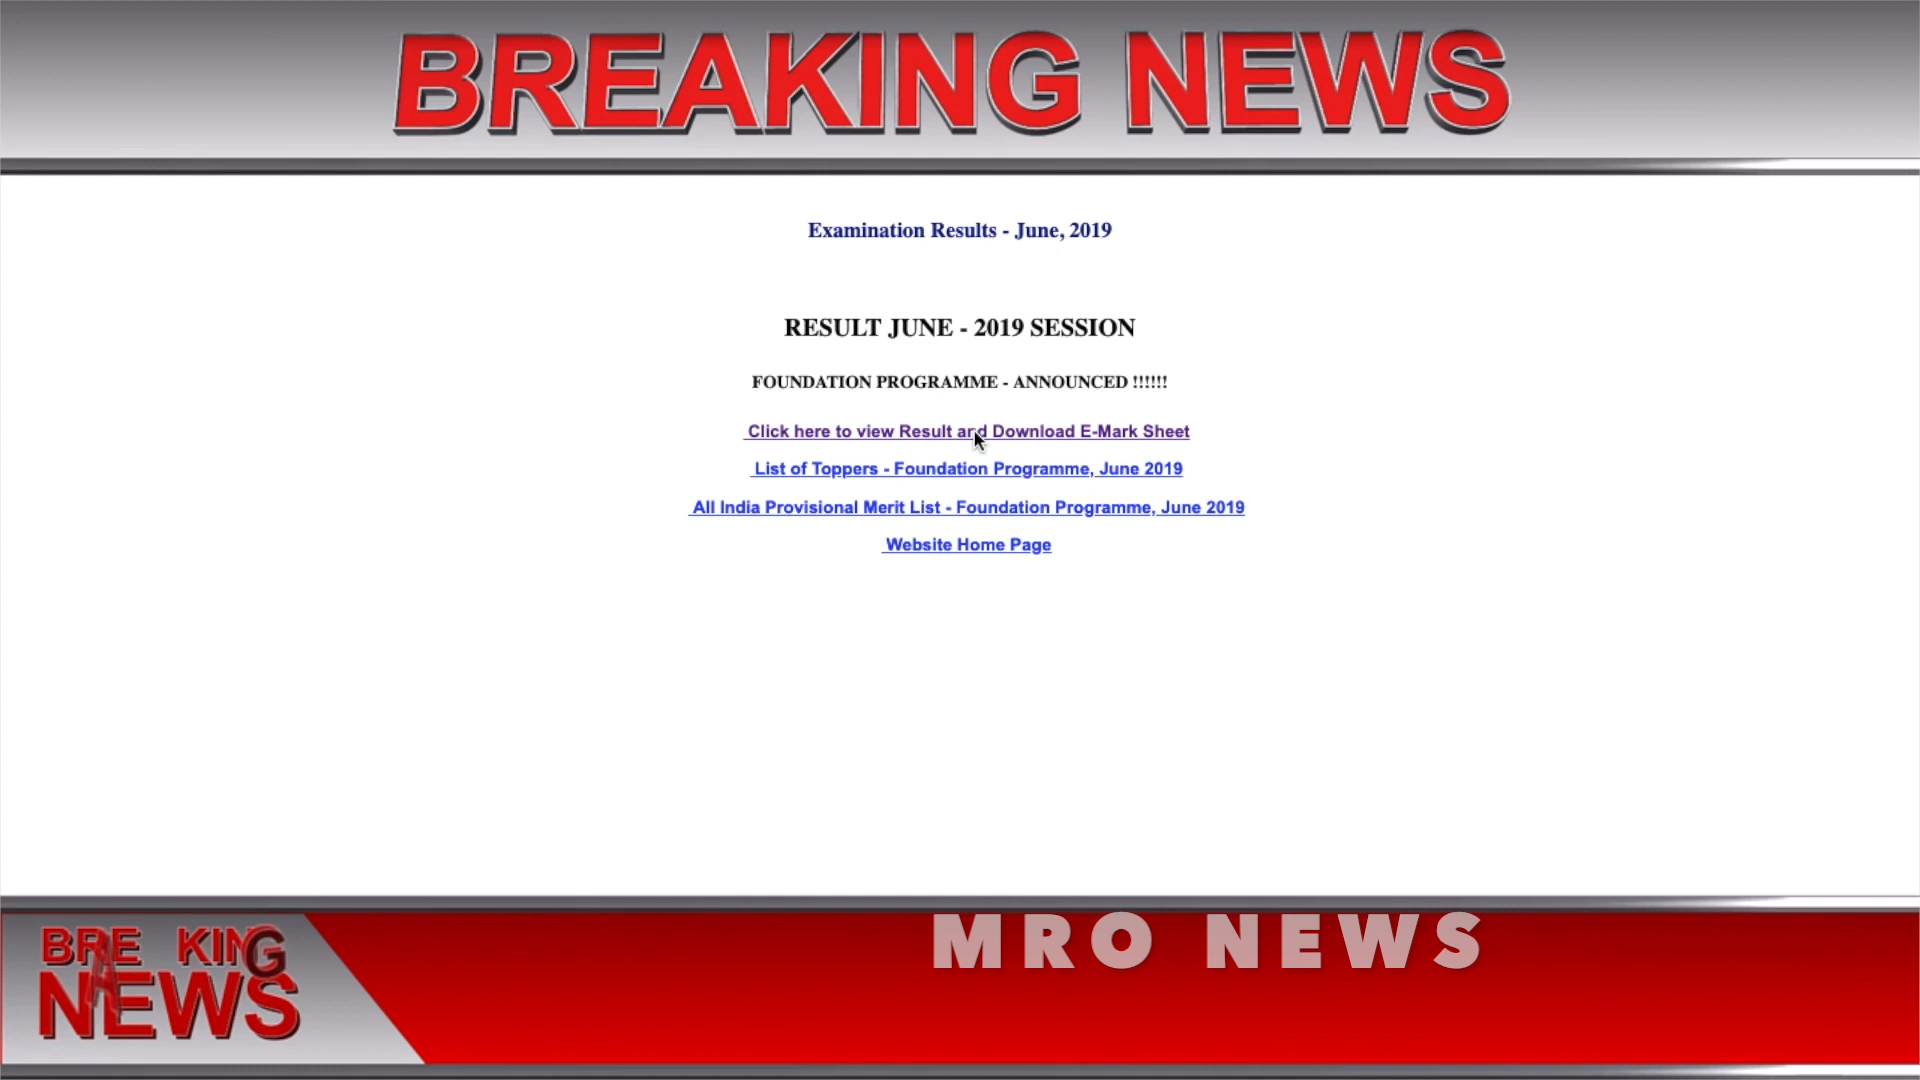 BREAKING NEWS
Examination Results - June, 2019
RESULT JUNE - 2019 SESSION
FOUNDATION PROGRAMME - ANNOUNCED !!!!!!
Click here to view Result and Download E-Mark Sheet
List of Toppers - Foundation Programme, June 2019
All India Provisional Merit List - Foundation Programme, June 2019
Website Home Page
MRO NEWS
BREAKING
NEWS